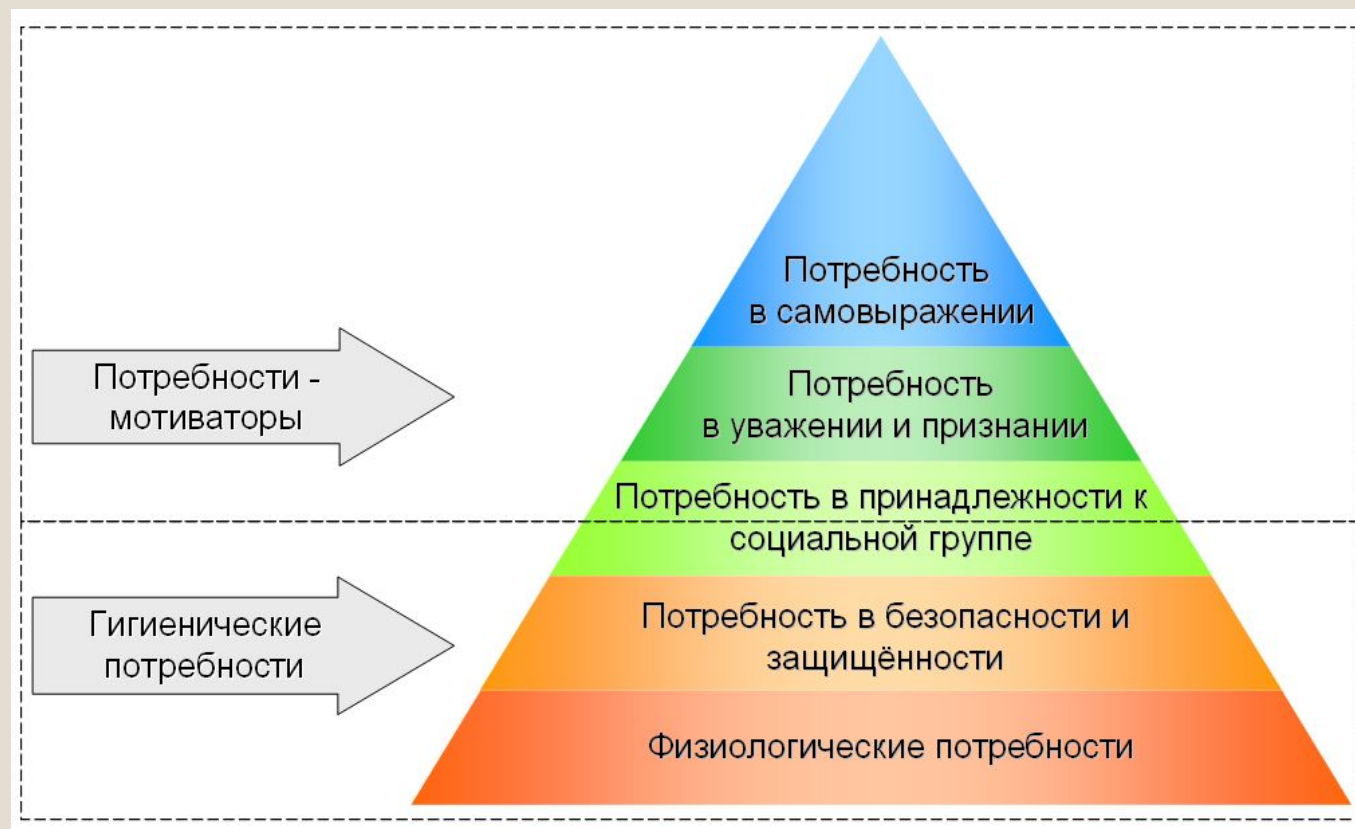 Потребность
в самовыражении
Потребности -
мотиваторы
Потребность
в уважении и признании
Потребность в принадлежности к
социальной группе
Гигиенические
потребности
Потребность в безопасности и
защищённости
Физиологические потребности